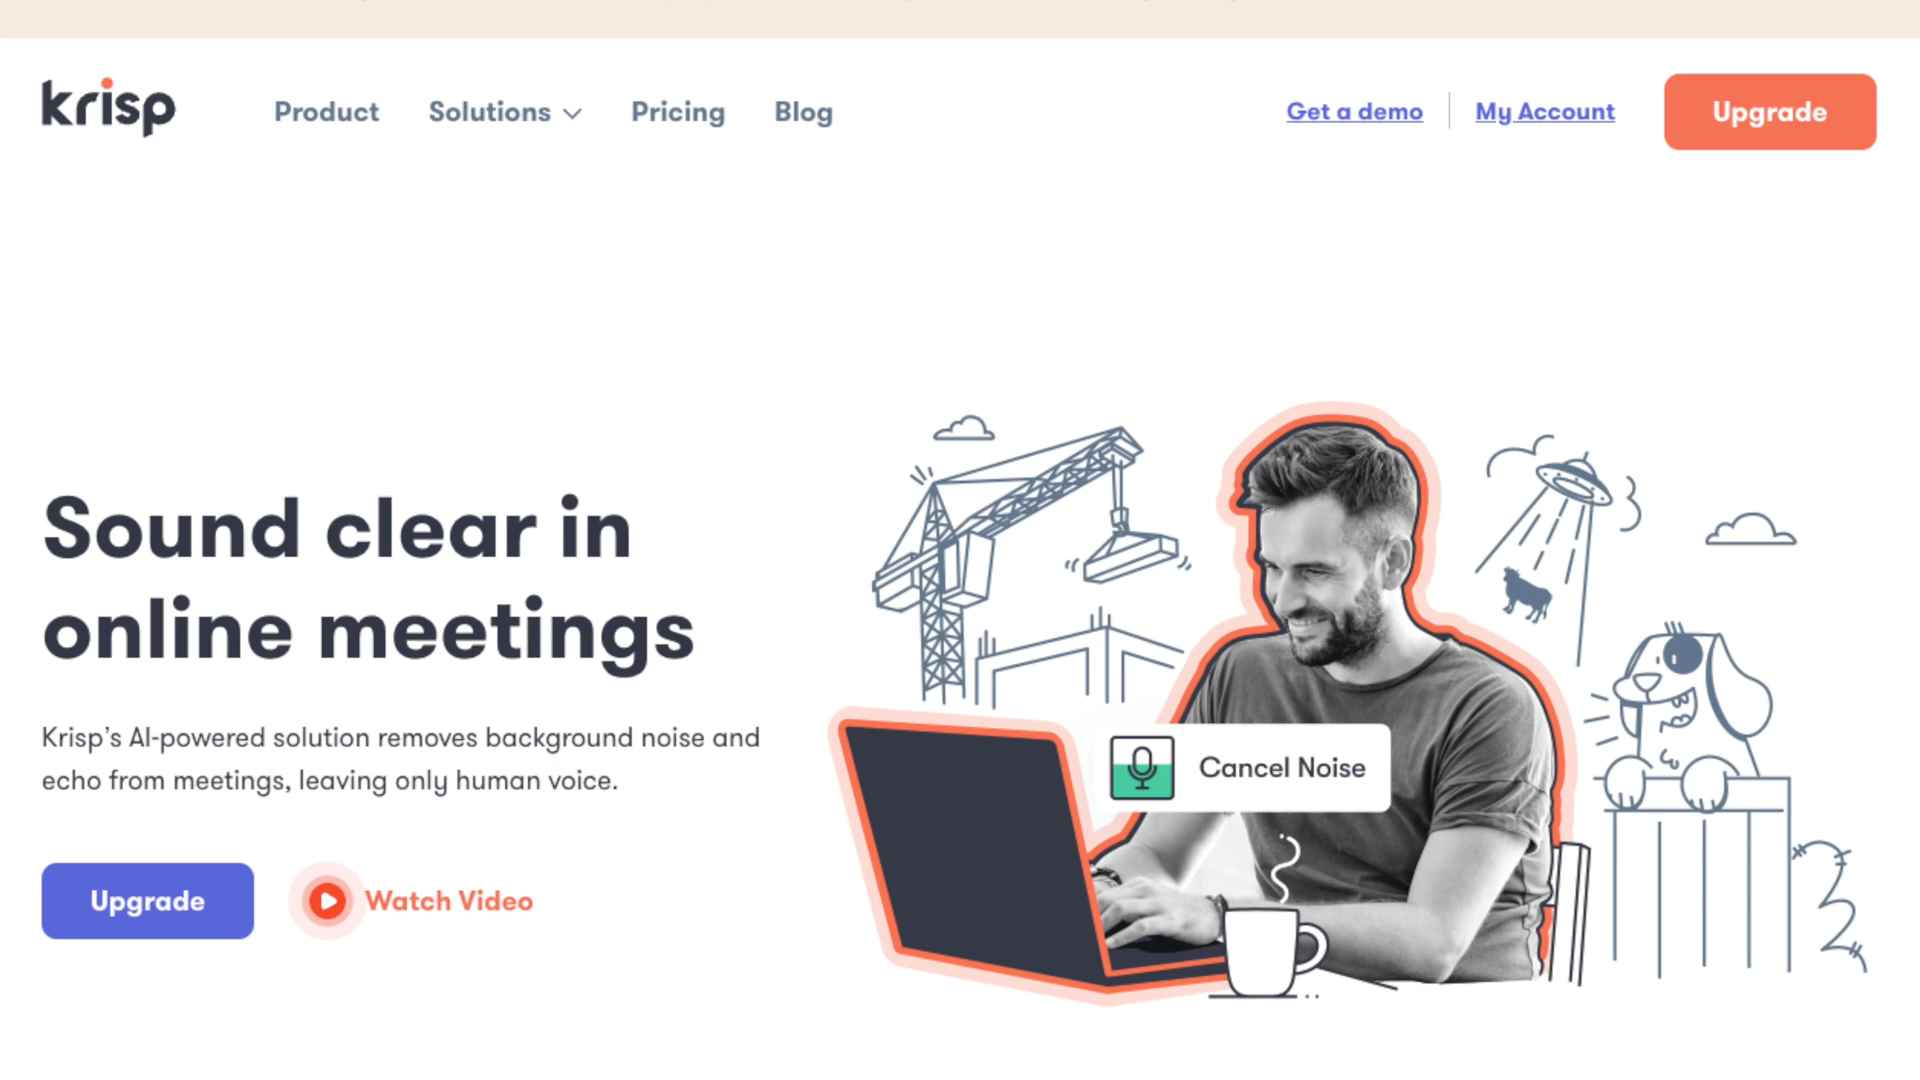 krisp
Product
Solutions
Pricing
Blog
Get a demo
My Account
Upgrade
Sound clear in
online meetings
Krisp's AI-powered solution removes background noise and
echo from meetings, leaving only human voice.
Upgrade
Watch Video
Cancel Noise